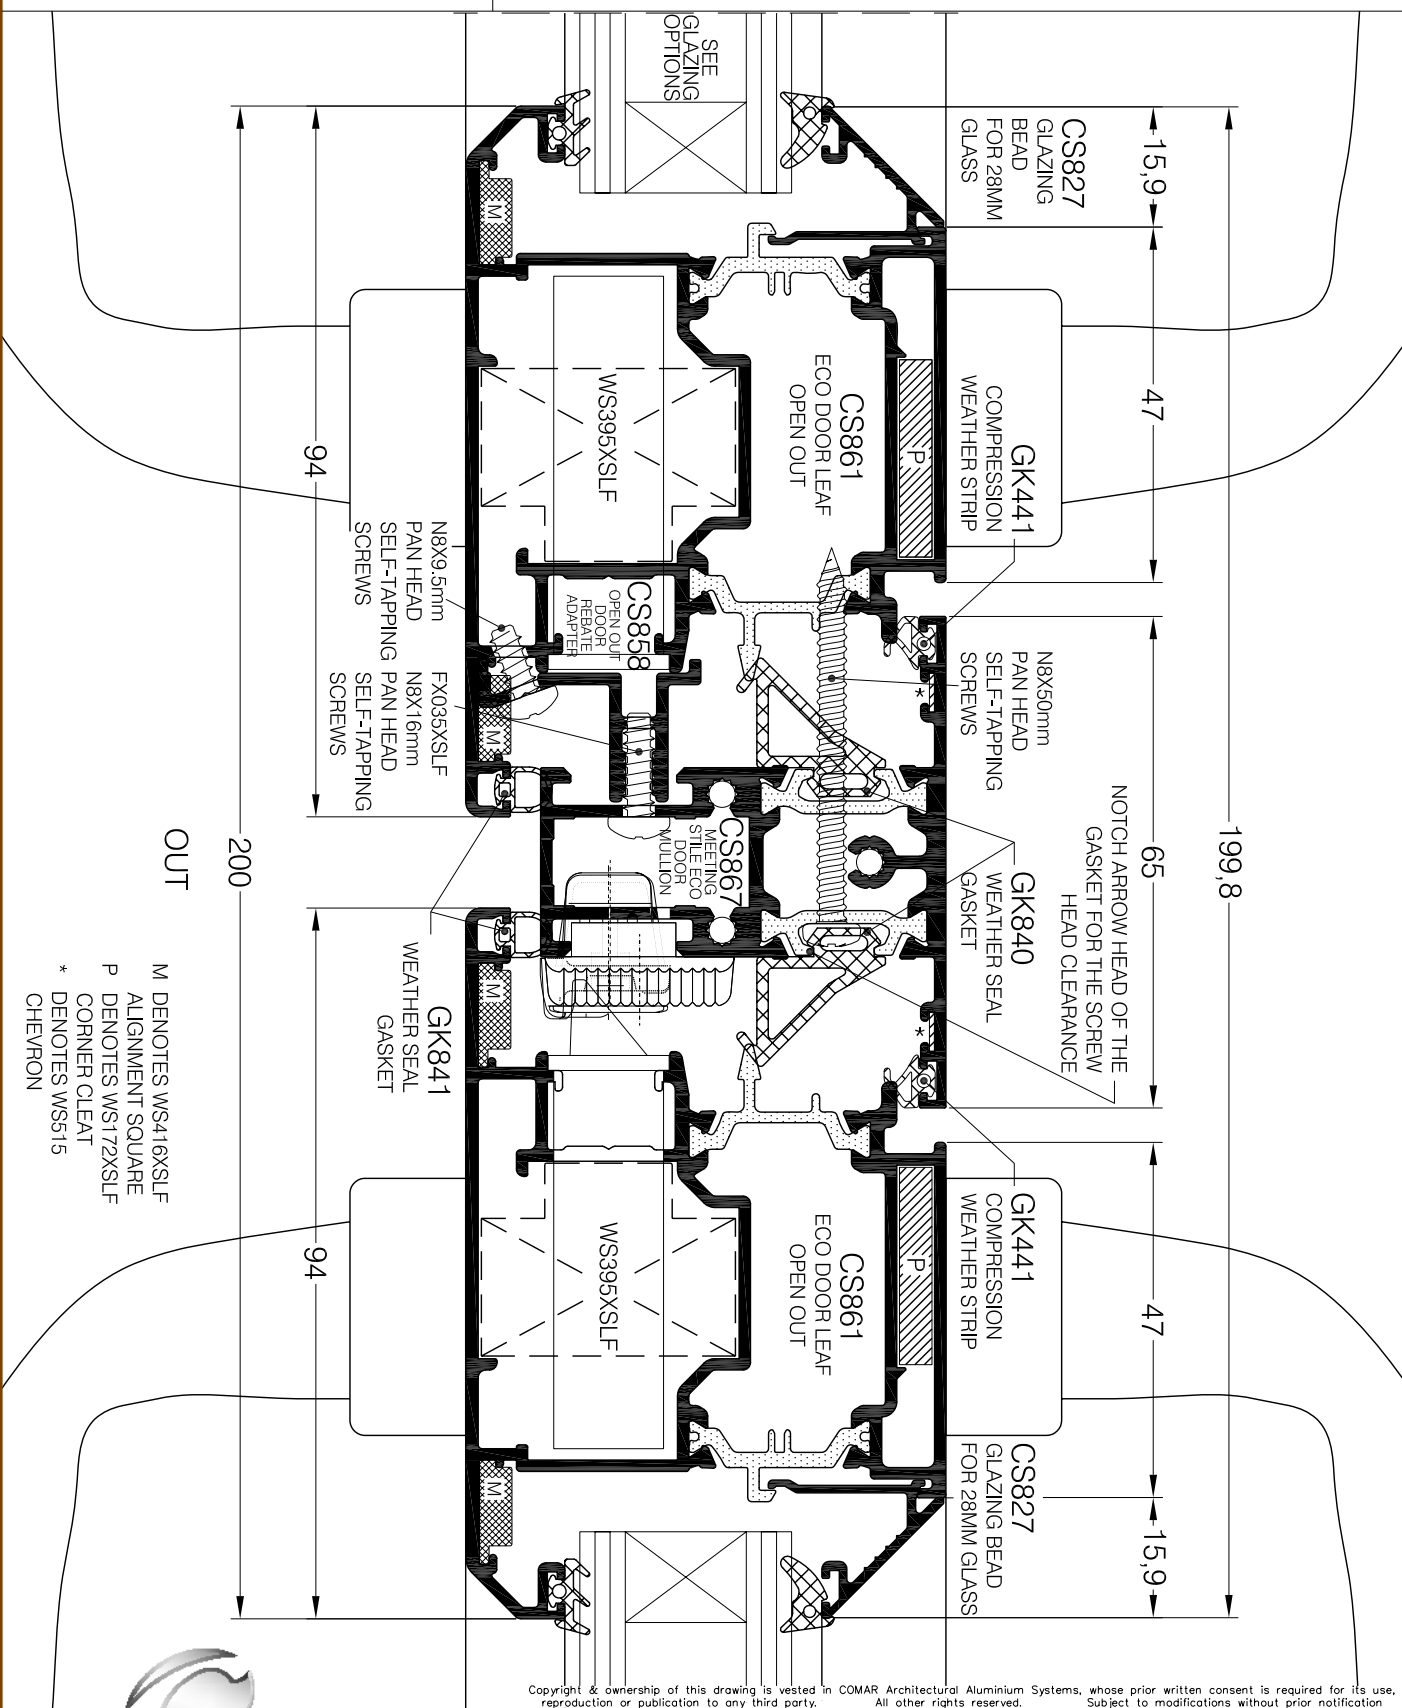 SEE
GLAZING
OPTIONS
CS827
GLAZING
BEAD
FOR 28MM
GLASS
15,9
47
65
47
15,9
199,8
GK441
COMPRESSION
WEATHER STRIP
N8X50mm
PAN HEAD
SELF-TAPPING
SCREWS
NOTCH ARROW HEAD OF THE
GASKET FOR THE SCREW
HEAD CLEARANCE
GK840
WEATHER SEAL
GASKET
GK441
COMPRESSION
WEATHER STRIP
CS827
GLAZING BEAD
FOR 28MM GLASS
P
*
*
P
CS861
ECO DOOR LEAF
OPEN OUT
CS861
ECO DOOR LEAF
OPEN OUT
WS395XSLF
CS858
OPEN OUT
DOOR
REBATE
ADAPTER
CS867
MEETING
STILE ECO
DOOR
MULLION
WS395XSLF
M
M
M
M
N8X9.5mm
PAN HEAD
SELF-TAPPING
SCREWS
FX035XSLF
N8X16mm
PAN HEAD
SELF-TAPPING
SCREWS
GK841
WEATHER SEAL
GASKET
94
94
200
OUT
M DENOTES WS416XSLF
ALIGNMENT SQUARE
P DENOTES WS172XSLF
CORNER CLEAT
* DENOTES WS515
CHEVRON
Copyright & ownership of this drawing is vested in COMAR Architectural Aluminium Systems, whose prior written consent is required for its use,
reproduction or publication to any third party. All other rights reserved. Subject to modifications without prior notification